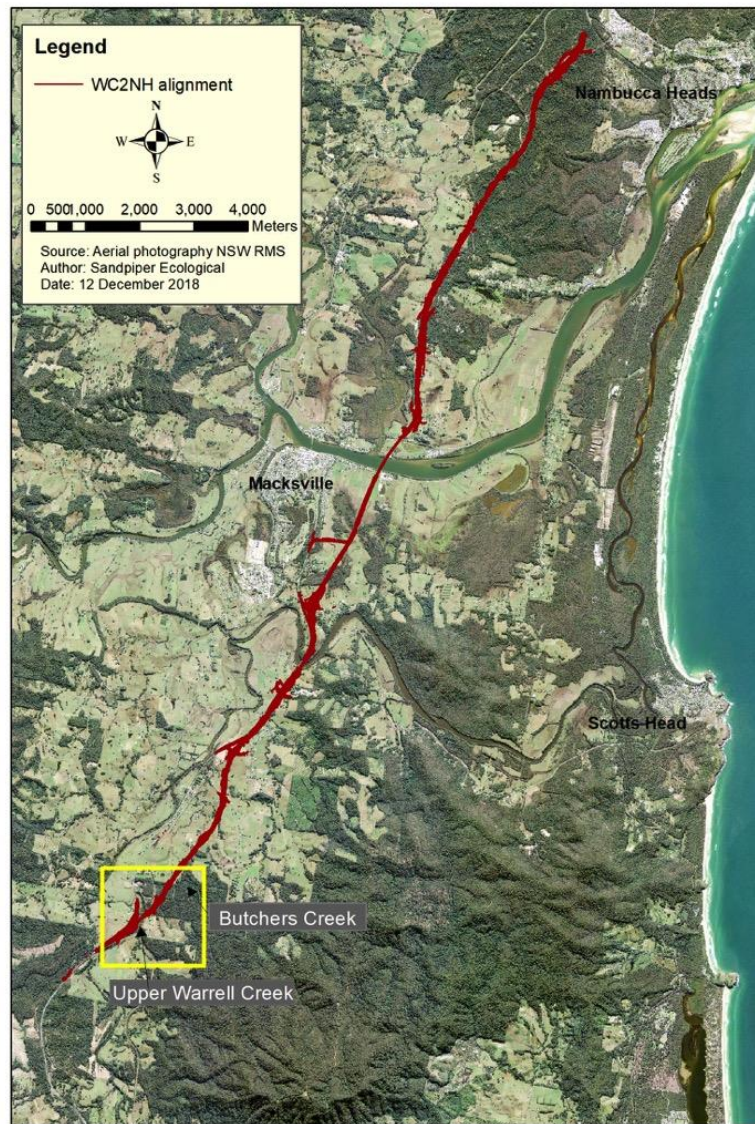 Legend
WC2NH alignment
N
W E
S
0 500 1,000 2,000 3,000 4,000
Meters
Source: Aerial photography NSW RMS
Author: Sandpiper Ecological
Date: 12 December 2018
Nambucca Heads
Macksville
Scotts Head
Butchers Creek
Upper Warrell Creek